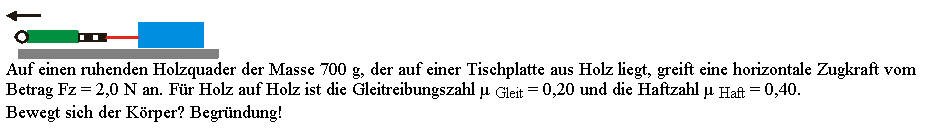 Auf einen ruhenden Holzquader der Masse 700 g, der auf einer Tischplatte aus Holz liegt, greift eine horizontale Zugkraft vom
Betrag Fz = 2,0 N an. Für Holz auf Holz ist die Gleitreibungszahl μ Gleit = 0,20 und die Haftzahl μ Haft = 0,40.
Bewegt sich der Körper? Begründung!